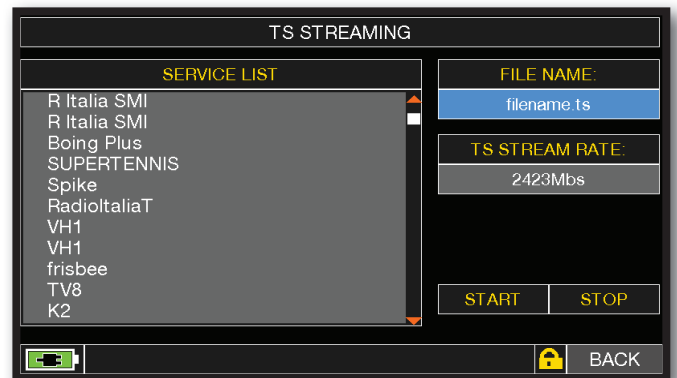 TS STREAMING
SERVICE LIST
R Italia SMI
R Italia SMI
Boing Plus
SUPERTENNIS
Spike
RadioItaliaT
VH1
VH1
frisbee
TV8
K2
FILE NAME:
filename.ts
TS STREAM RATE:
2423Mbs
START
STOP
BACK